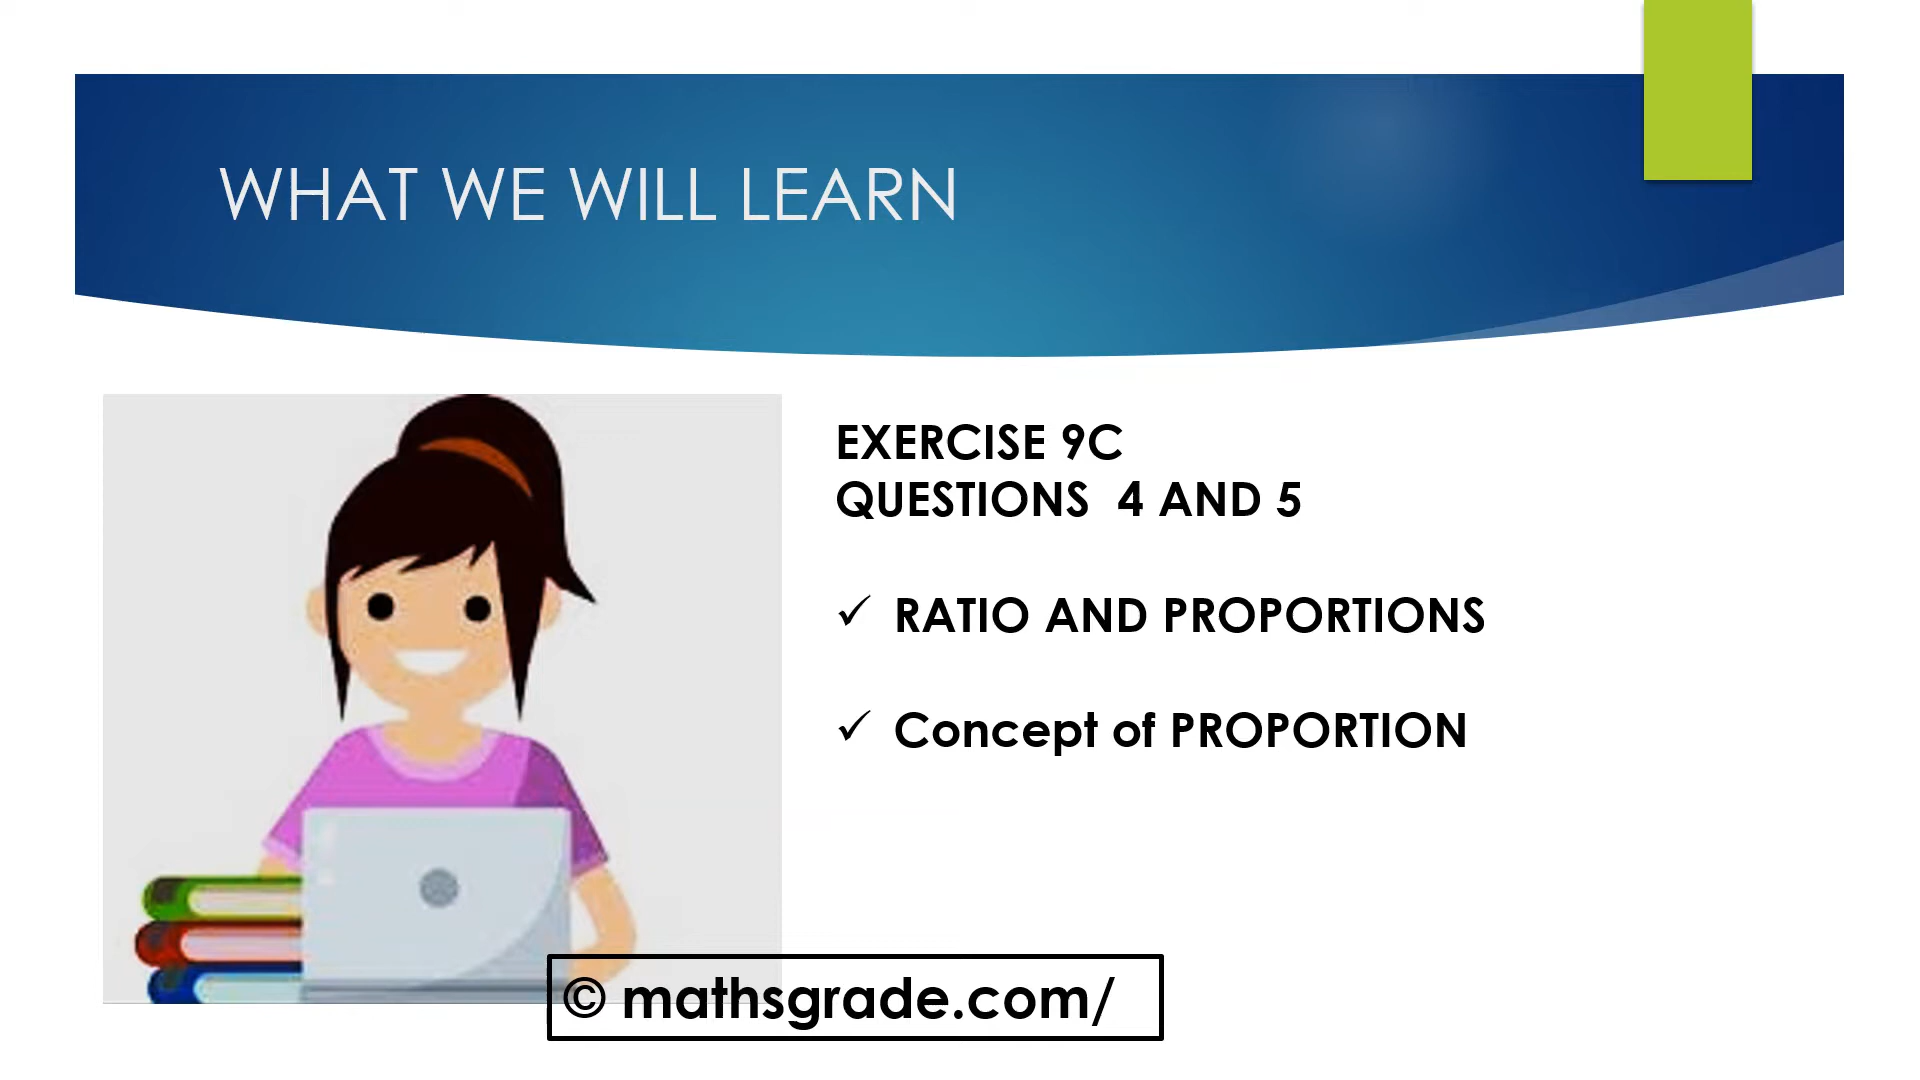 WHAT WE WILL LEARN
EXERCISE 9C
QUESTIONS  4 AND 5
✓ RATIO AND PROPORTIONS
✓ Concept of PROPORTION
© mathsgrade.com/